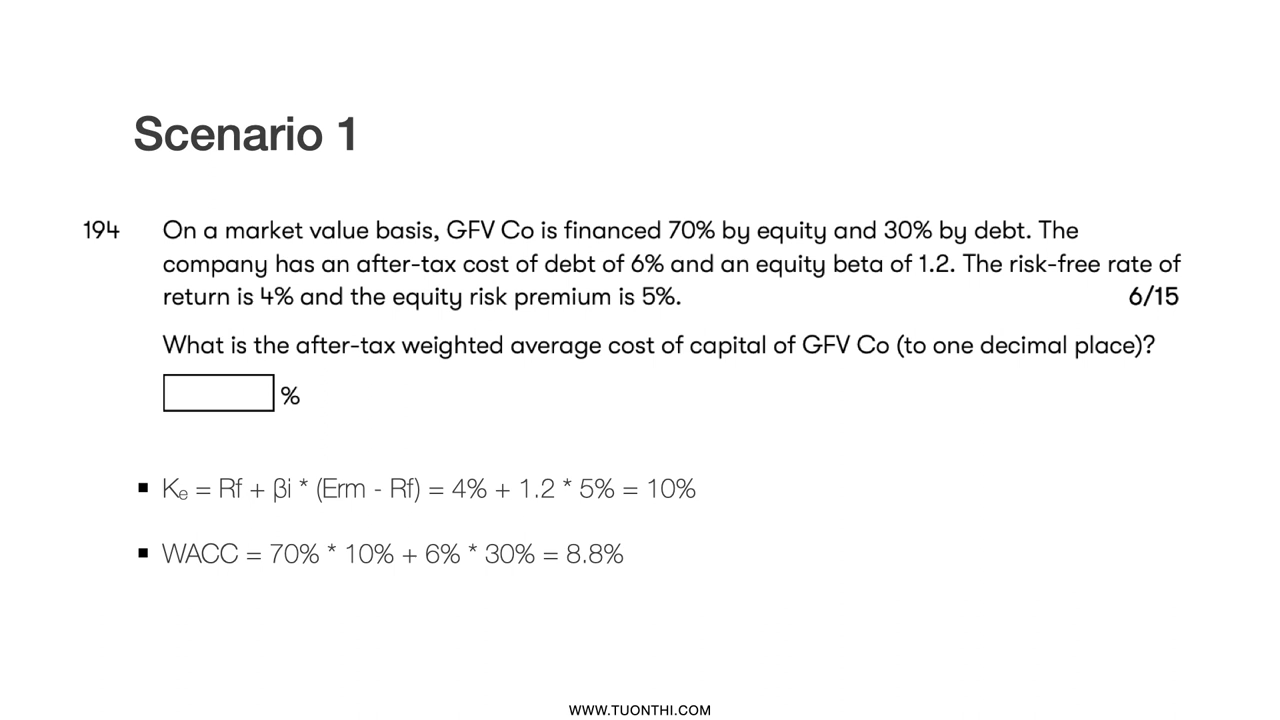 Scenario 1
194 On a market value basis, GFV Co is financed 70% by equity and 30% by debt. The
company has an after-tax cost of debt of 6% and an equity beta of 1.2. The risk-free rate of
return is 4% and the equity risk premium is 5%. 6/15
What is the after-tax weighted average cost of capital of GFV Co (to one decimal place)?
%
▪ Kₑ = Rf + βi * (Erm - Rf) = 4% + 1.2 * 5% = 10%
▪ WACC = 70% * 10% + 6% * 30% = 8.8%
WWW.TUONTHI.COM